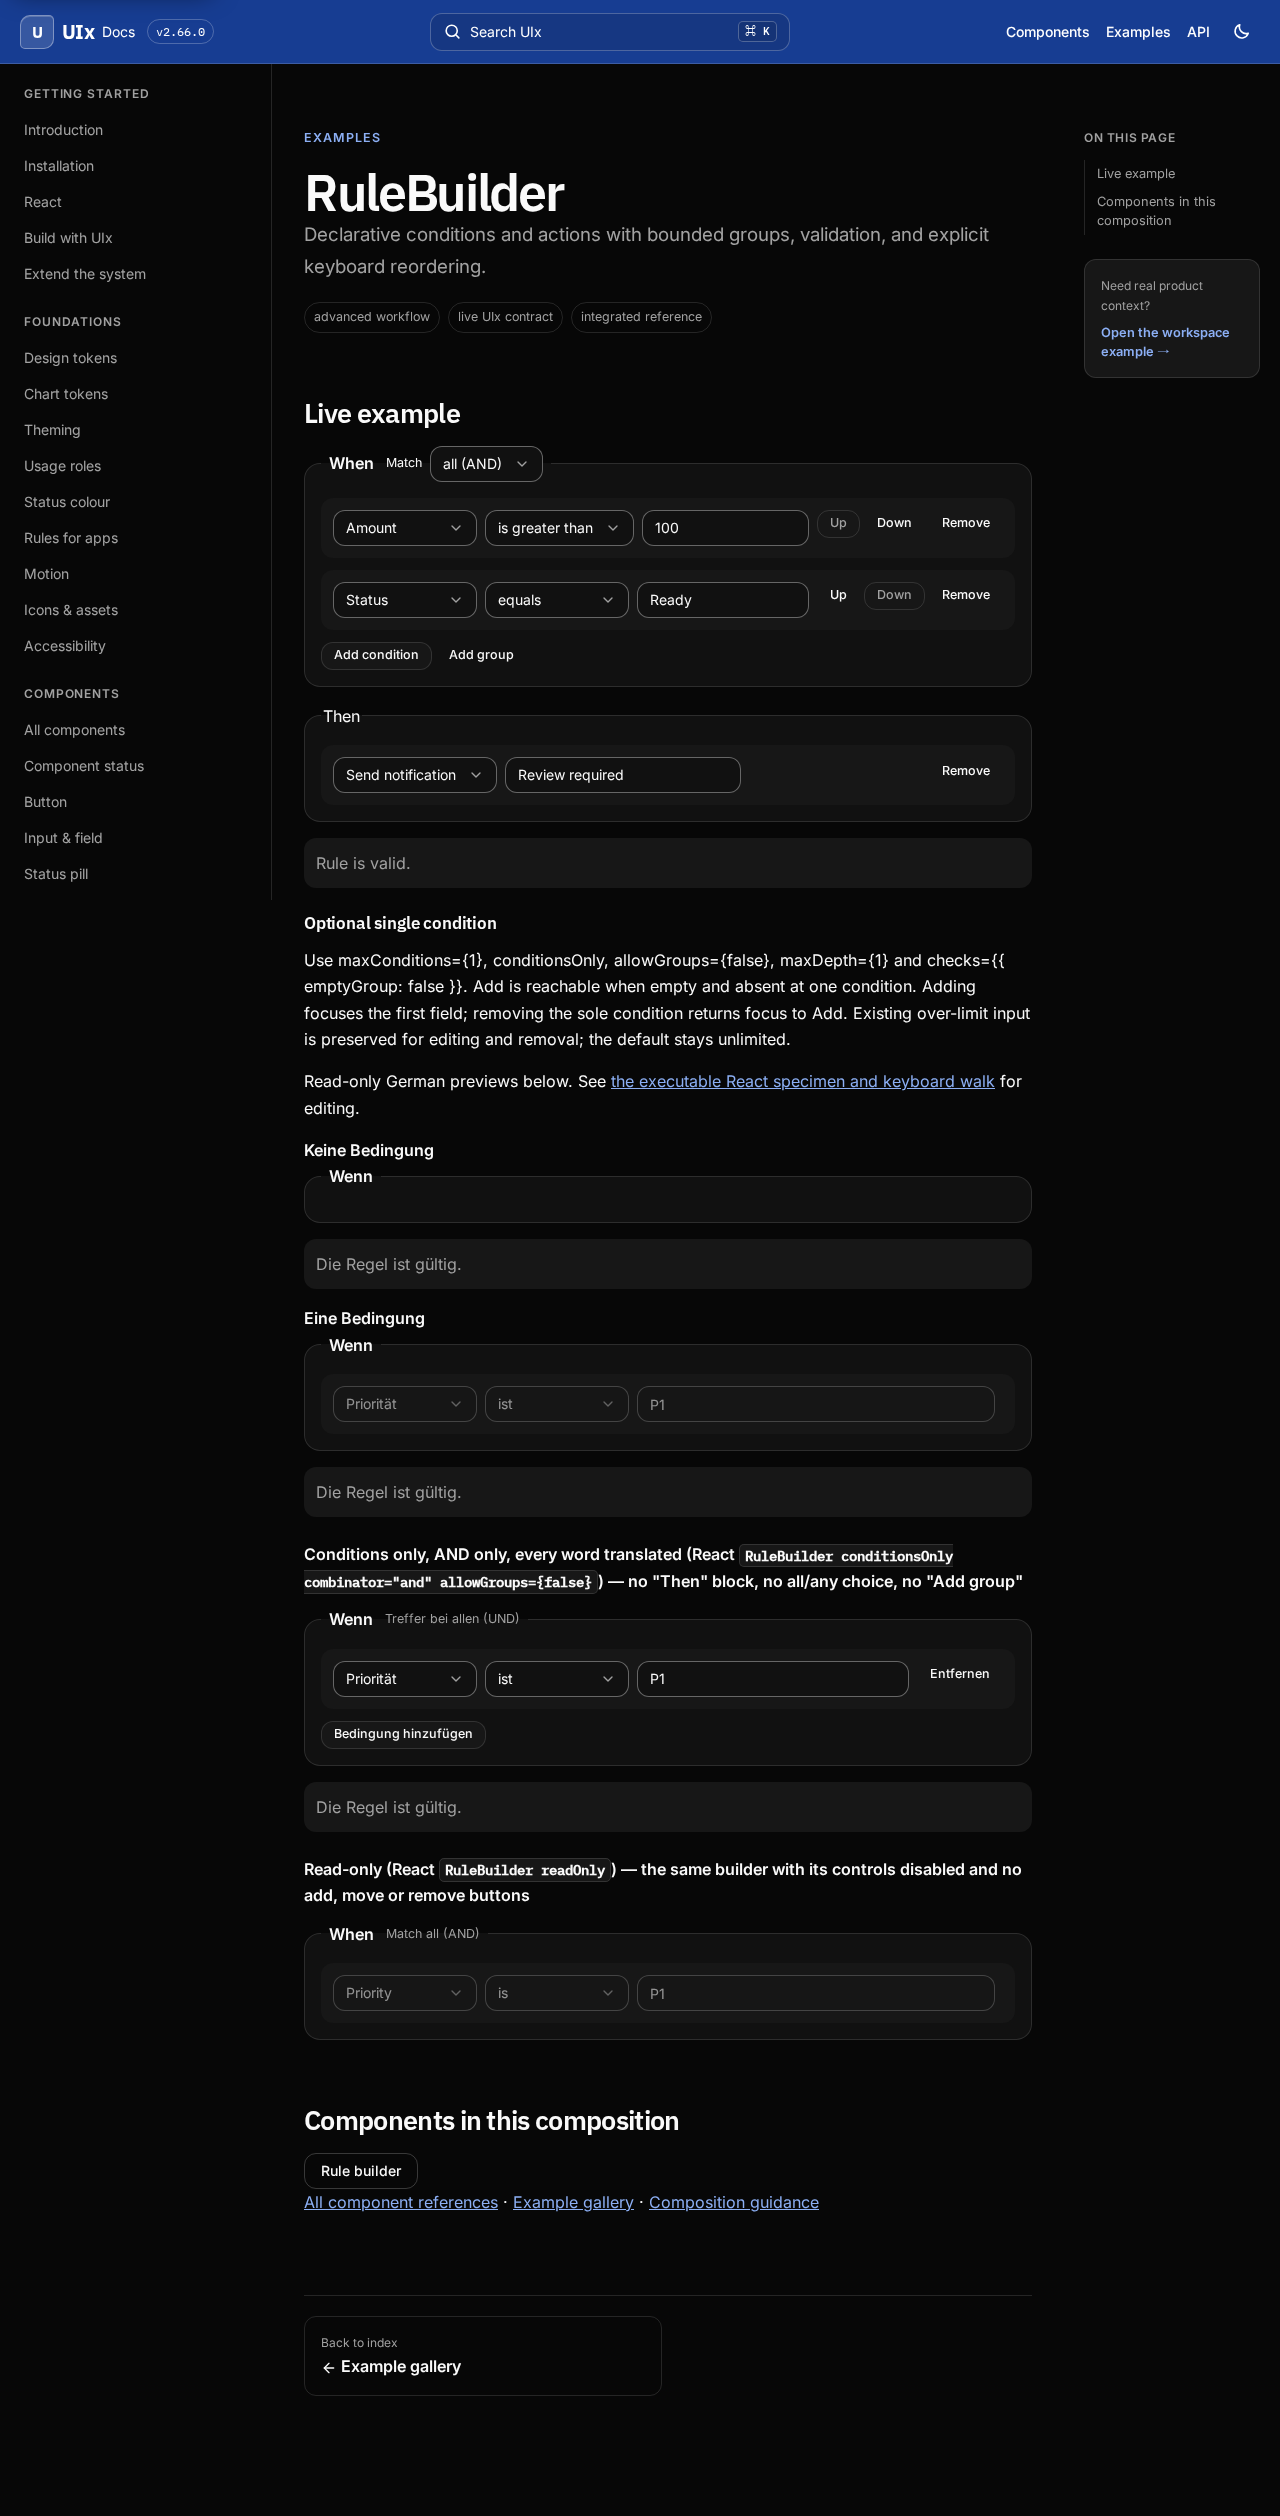 U UIx Docs v2.66.0
Search UIx
⌘ K
Components
Examples
API
GETTING STARTED
Introduction
Installation
React
Build with UIx
Extend the system
FOUNDATIONS
Design tokens
Chart tokens
Theming
Usage roles
Status colour
Rules for apps
Motion
Icons & assets
Accessibility
COMPONENTS
All components
Component status
Button
Input & field
Status pill
EXAMPLES
RuleBuilder
Declarative conditions and actions with bounded groups, validation, and explicit
keyboard reordering.
advanced workflow
live UIx contract
integrated reference
Live example
When Match all (AND)
Amount is greater than 100 Up Down Remove
Status equals Ready Up Down Remove
Add condition Add group
Then
Send notification Review required Remove
Rule is valid.
Optional single condition
Use maxConditions={1}, conditionsOnly, allowGroups={false}, maxDepth={1} and checks={{
emptyGroup: false }}. Add is reachable when empty and absent at one condition. Adding
focuses the first field; removing the sole condition returns focus to Add. Existing over-limit input
is preserved for editing and removal; the default stays unlimited.
Read-only German previews below. See the executable React specimen and keyboard walk for
editing.
Keine Bedingung
Wenn
Die Regel ist gültig.
Eine Bedingung
Wenn
Priorität ist P1
Die Regel ist gültig.
Conditions only, AND only, every word translated (React RuleBuilder conditionsOnly
combinator="and" allowGroups={false}) — no "Then" block, no all/any choice, no "Add group"
Wenn Treffer bei allen (UND)
Priorität ist P1 Entfernen
Bedingung hinzufügen
Die Regel ist gültig.
Read-only (React RuleBuilder readOnly) — the same builder with its controls disabled and no
add, move or remove buttons
When Match all (AND)
Priority is P1
Components in this composition
Rule builder
All component references · Example gallery · Composition guidance
Back to index
← Example gallery
ON THIS PAGE
Live example
Components in this
composition
Need real product
context?
Open the workspace
example →